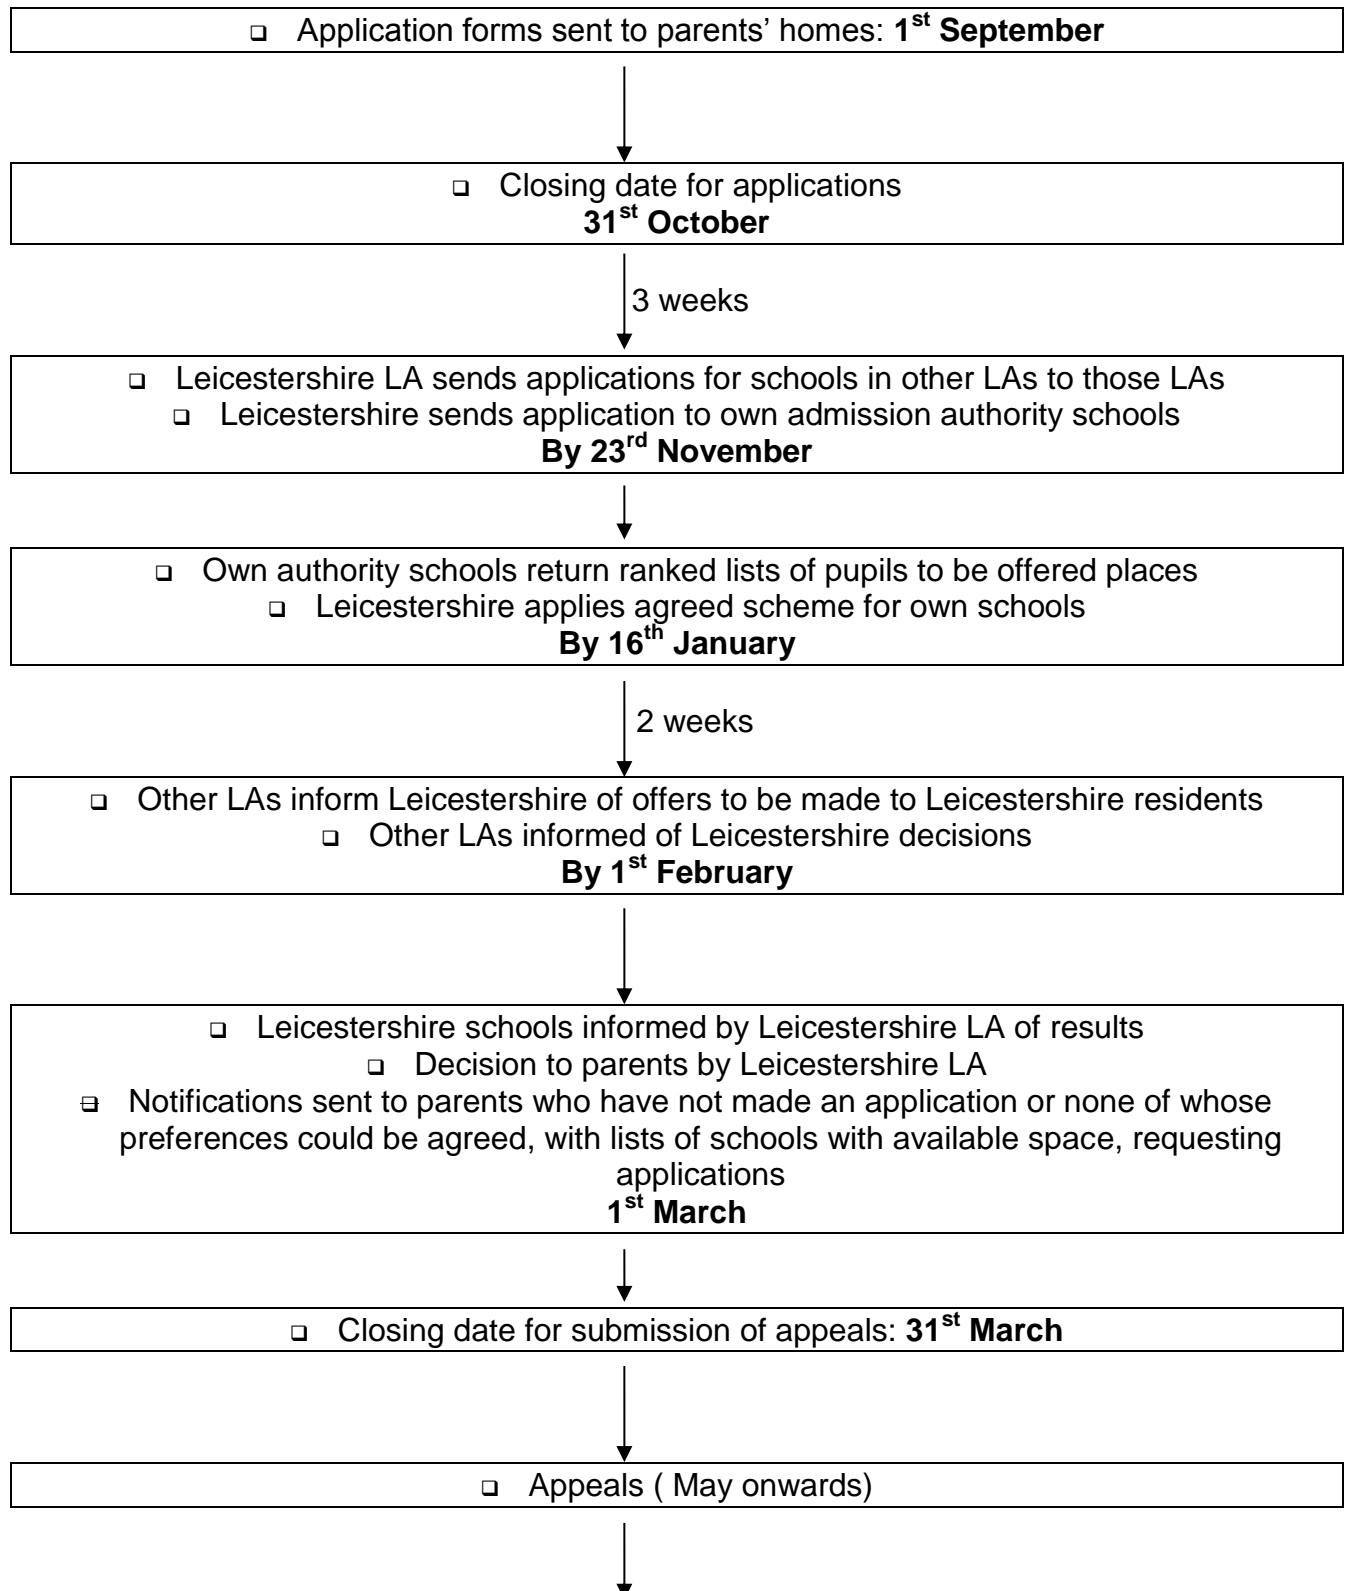 ❑ Application forms sent to parents’ homes: 1st September
❑ Closing date for applications
31st October
3 weeks
❑ Leicestershire LA sends applications for schools in other LAs to those LAs
❑ Leicestershire sends application to own admission authority schools
By 23rd November
❑ Own authority schools return ranked lists of pupils to be offered places
❑ Leicestershire applies agreed scheme for own schools
By 16th January
2 weeks
❑ Other LAs inform Leicestershire of offers to be made to Leicestershire residents
❑ Other LAs informed of Leicestershire decisions
By 1st February
❑ Leicestershire schools informed by Leicestershire LA of results
❑ Decision to parents by Leicestershire LA
❑ Notifications sent to parents who have not made an application or none of whose
preferences could be agreed, with lists of schools with available space, requesting
applications
1st March
❑ Closing date for submission of appeals: 31st March
❑ Appeals ( May onwards)